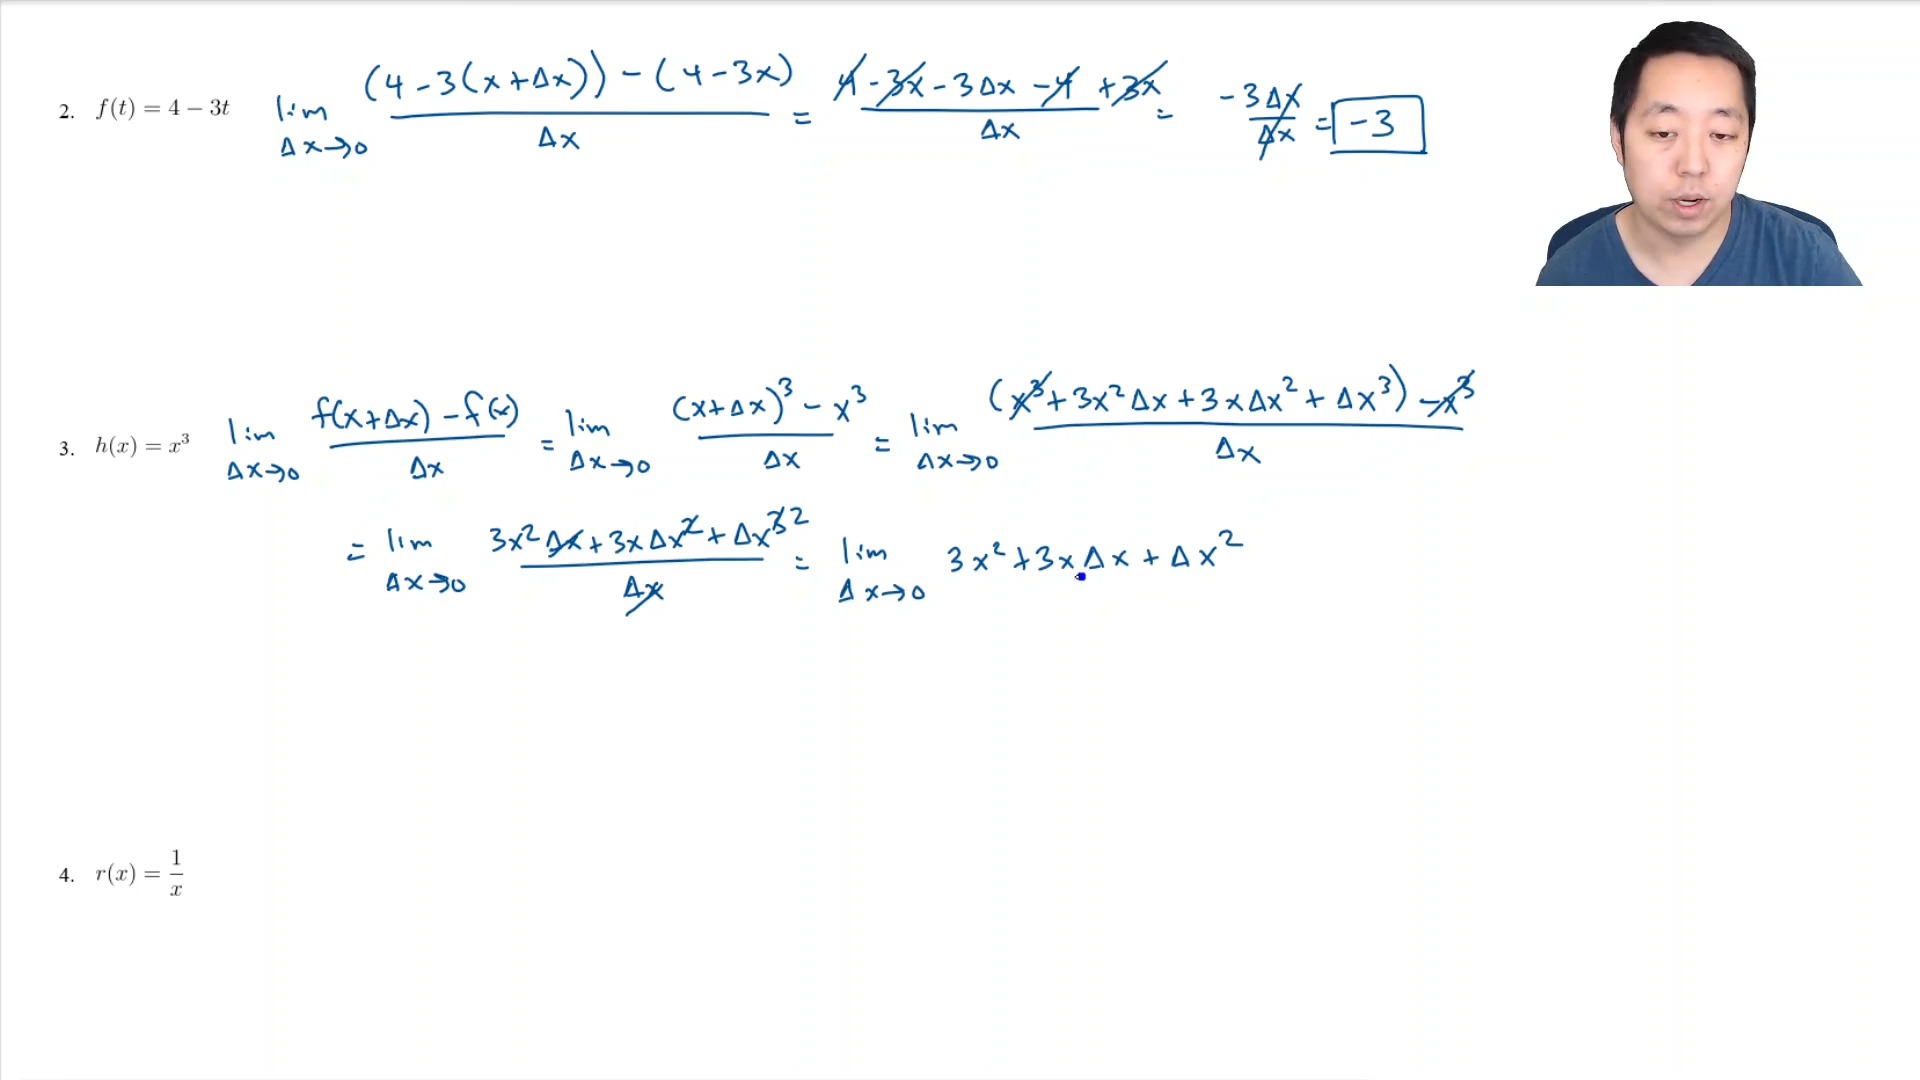 2. f(t) = 4 − 3t lim Δx→0 (4 − 3(x+Δx)) − (4 − 3x) / Δx = 4 − 3x − 3Δx − 4 + 3x / Δx = −3Δx / Δx = −3
3. h(x) = x³ lim Δx→0 f(x+Δx) − f(x) / Δx = lim Δx→0 (x+Δx)³ − x³ / Δx = lim Δx→0 (x³ + 3x²Δx + 3xΔx² + Δx³) − x³ / Δx
= lim Δx→0 3x²Δx + 3xΔx² + Δx³ ² / Δx = lim Δx→0 3x² + 3xΔx + Δx²
4. r(x) = 1/x